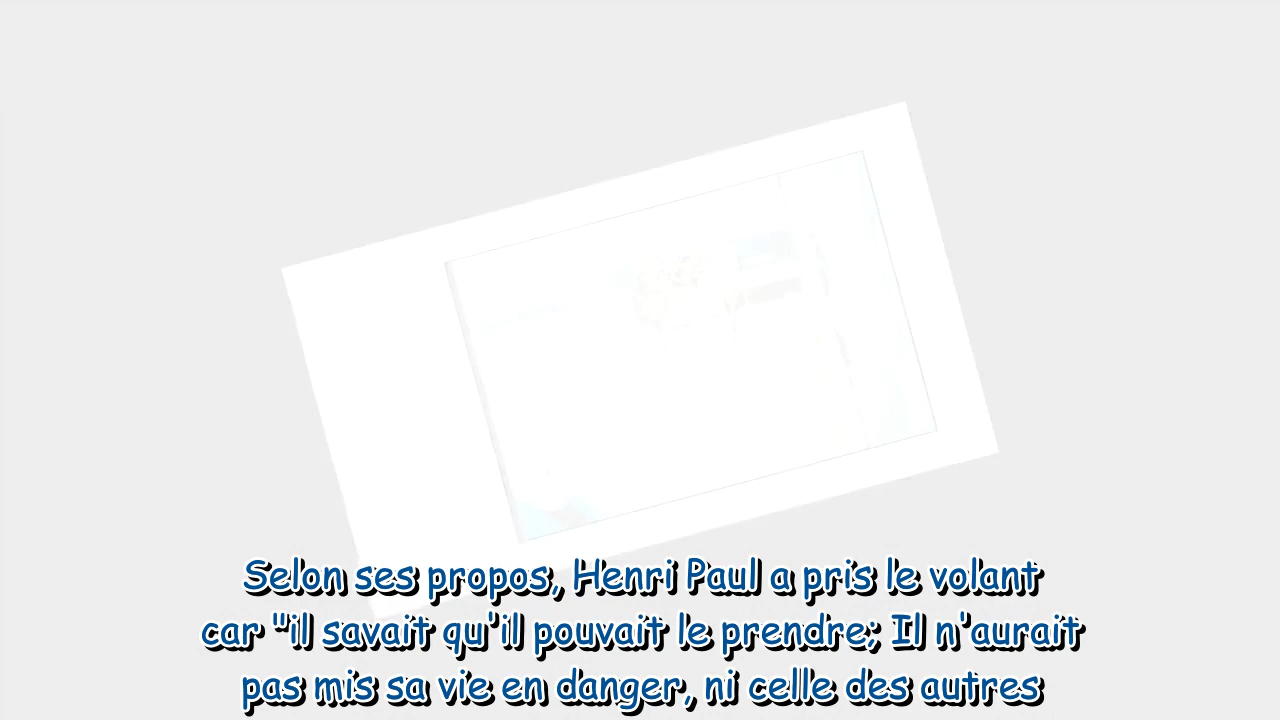 Selon ses propos, Henri Paul a pris le volant
car "il savait qu'il pouvait le prendre; Il n'aurait
pas mis sa vie en danger, ni celle des autres